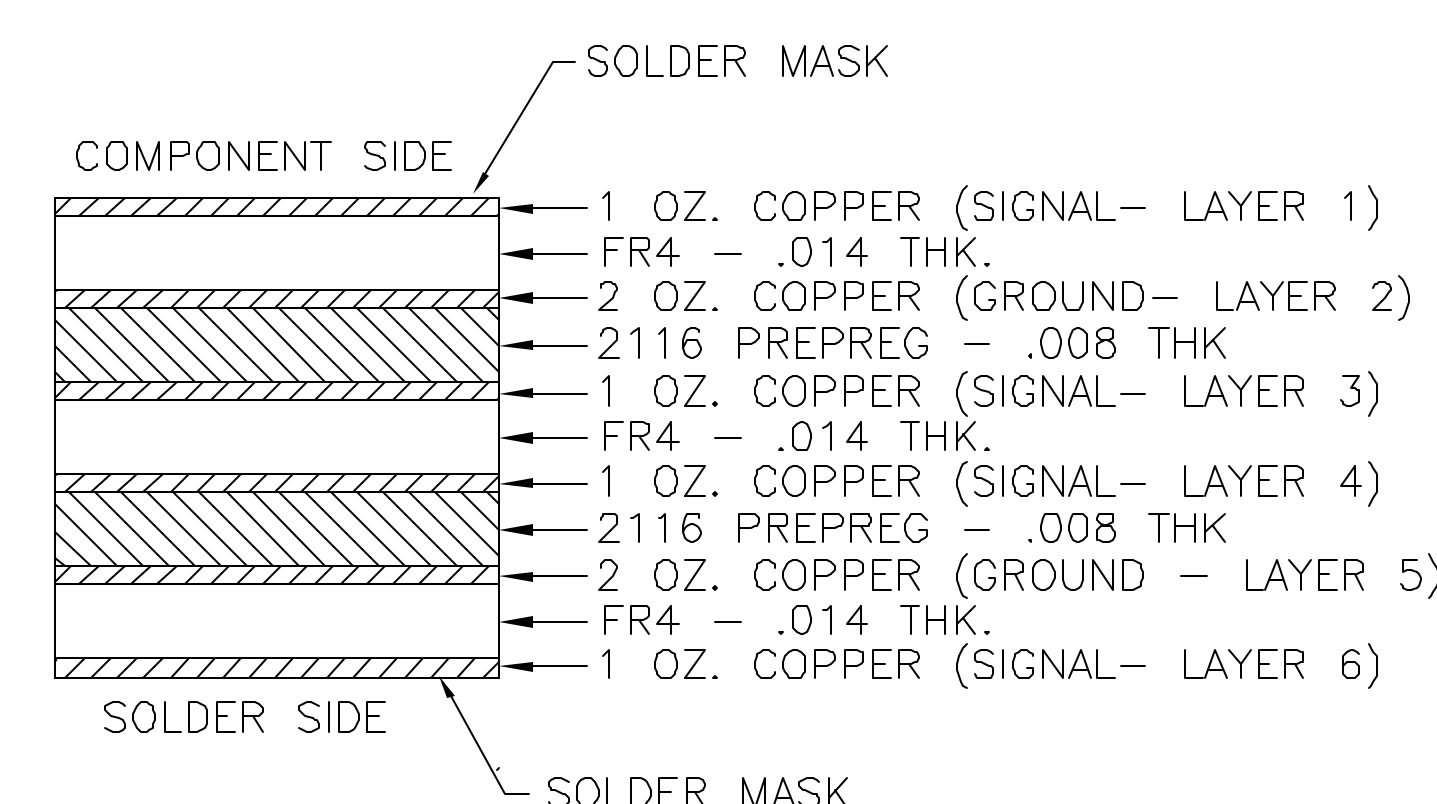 SOLDER MASK
COMPONENT SIDE
1 OZ. COPPER (SIGNAL- LAYER 1)
FR4 - .014 THK.
2 OZ. COPPER (GROUND- LAYER 2)
2116 PREPREG - .008 THK
1 OZ. COPPER (SIGNAL- LAYER 3)
FR4 - .014 THK.
1 OZ. COPPER (SIGNAL- LAYER 4)
2116 PREPREG - .008 THK
2 OZ. COPPER (GROUND - LAYER 5)
FR4 - .014 THK.
1 OZ. COPPER (SIGNAL- LAYER 6)
SOLDER SIDE
SOLDER MASK